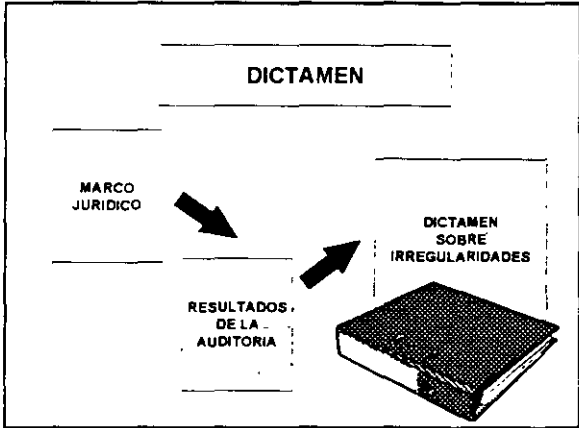 DICTAMEN
MARCO
JURIDICO
RESULTADOS
DE LA
AUDITORIA
DICTAMEN
SOBRE
IRREGULARIDADES